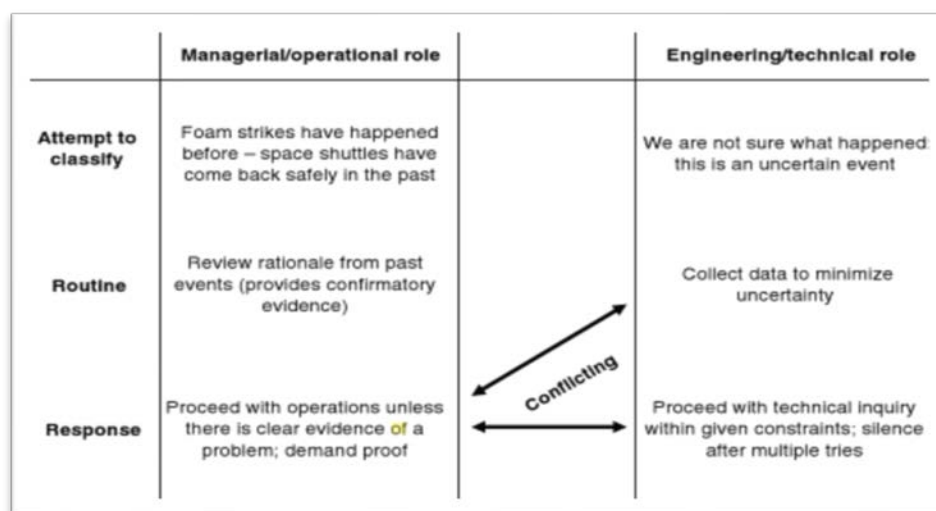 Managerial/operational role
Engineering/technical role
Attempt to
classify
Foam strikes have happened
before – space shuttles have
come back safely in the past
We are not sure what happened:
this is an uncertain event
Routine
Review rationale from past
events (provides confirmatory
evidence)
Collect data to minimize
uncertainty
Conflicting
Response
Proceed with operations unless
there is clear evidence of a
problem; demand proof
Proceed with technical inquiry
within given constraints; silence
after multiple tries